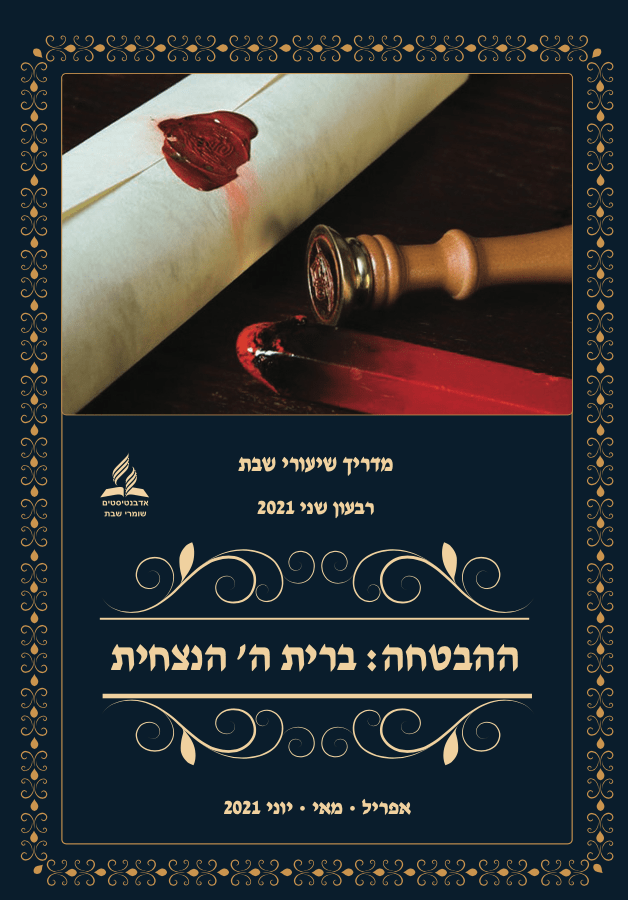 מדריך שיעורי שבת
רבעון שני 2021
אדבנטיסטים
שומרי שבת
ההבטחה: ברית ה׳ הנצחית
אפריל • מאי • יוני 2021